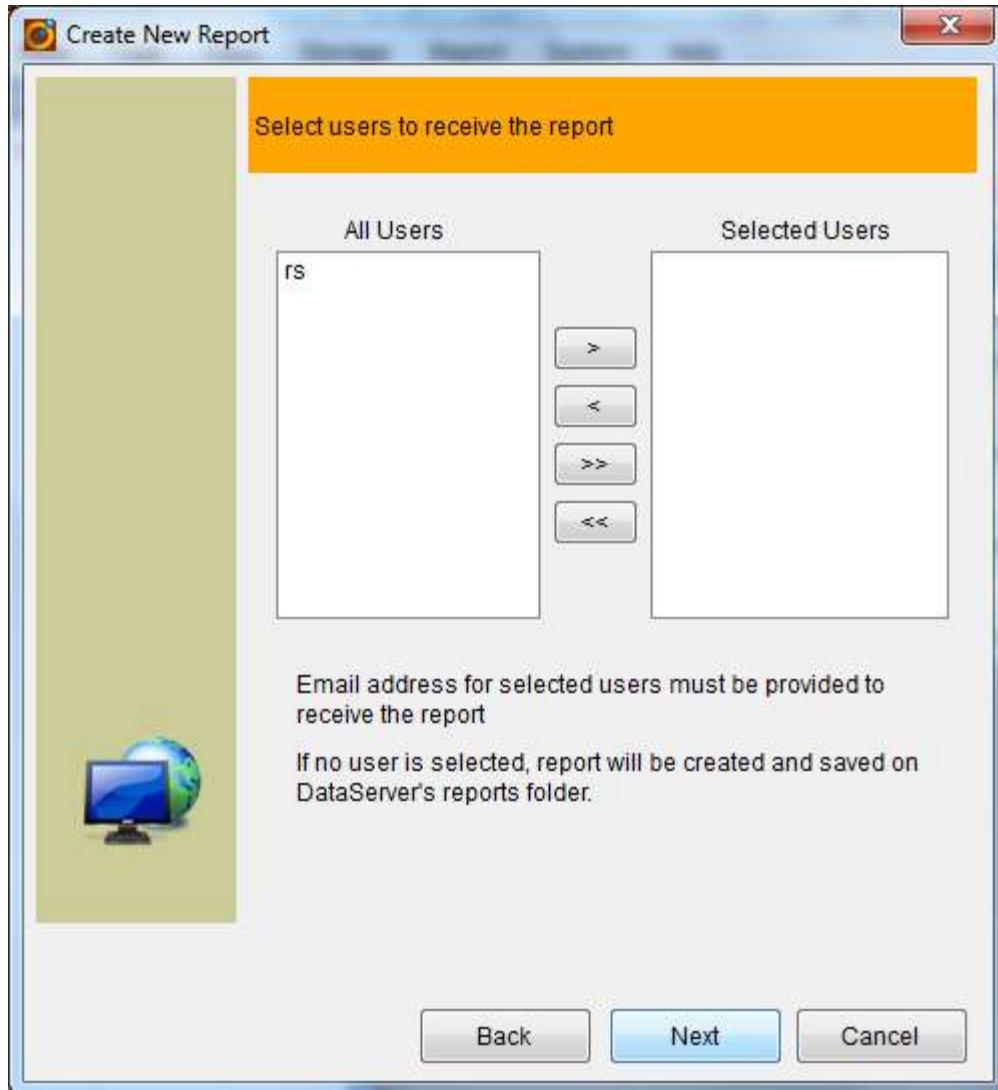 Create New Report
Select users to receive the report
All Users
Selected Users
rs
>
<
>>
<<
Email address for selected users must be provided to
receive the report
If no user is selected, report will be created and saved on
DataServer's reports folder.
Back
Next
Cancel